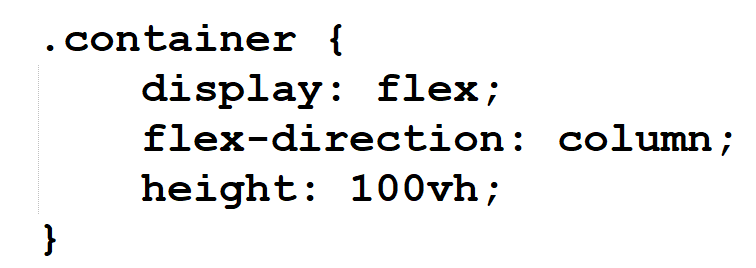 .container {
    display: flex;
    flex-direction: column;
    height: 100vh;
}